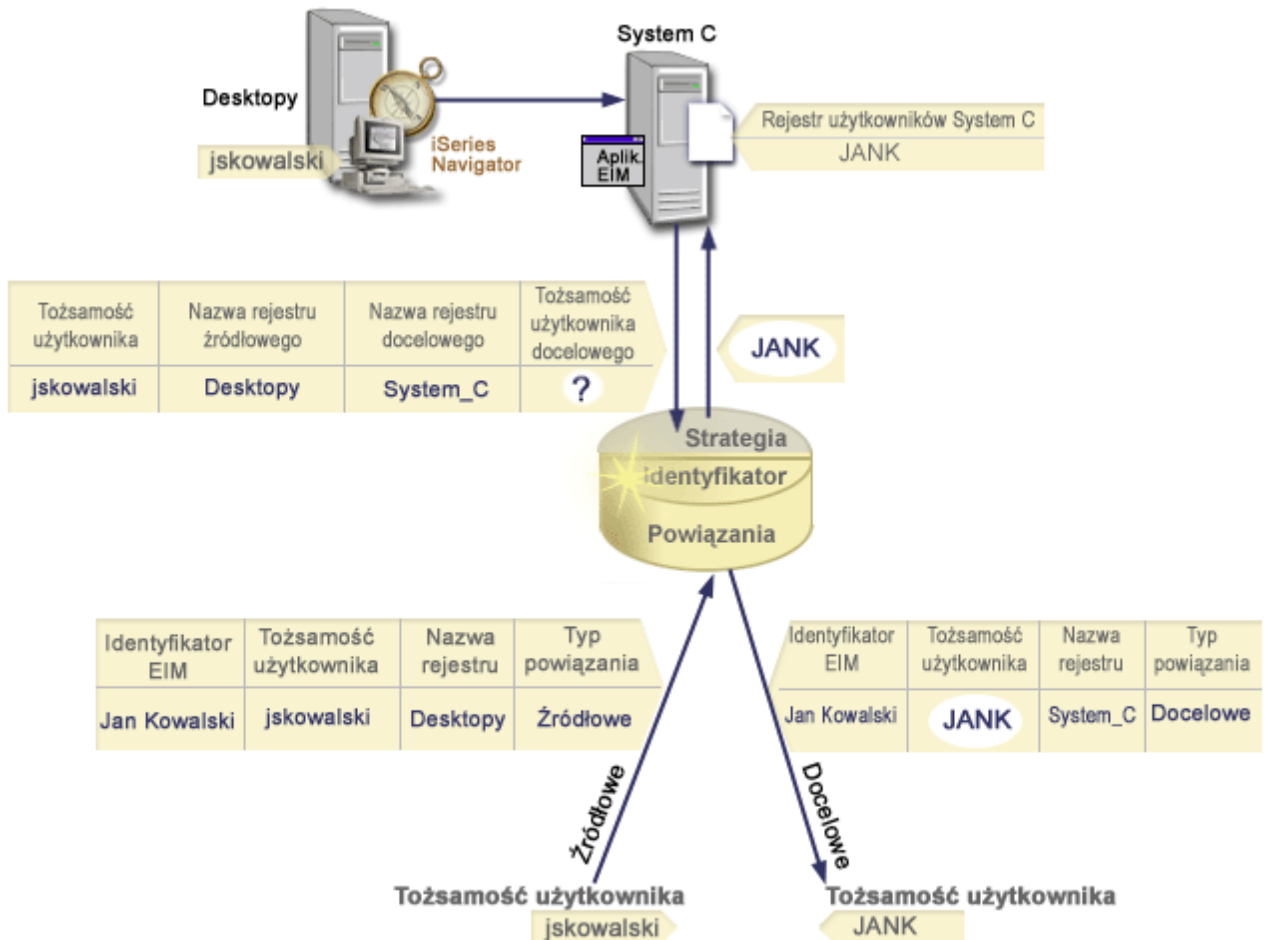 System C
Desktopy
iSeries
Navigator
jskowalski
Aplik.
EIM
Rejestr użytkowników System C
JANK
Tożsamość
użytkownika
Nazwa rejestru
źródłowego
Nazwa rejestru
docelowego
Tożsamość
użytkownika
docelowego
jskowalski
Desktopy
System_C
?
JANK
Strategia
Identyfikator
Powiązania
Identyfikator
EIM
Tożsamość
użytkownika
Nazwa
rejestru
Typ
powiązania
Jan Kowalski
jskowalski
Desktopy
Źródłowe
Identyfikator
EIM
Tożsamość
użytkownika
Nazwa
rejestru
Typ
powiązania
Jan Kowalski
JANK
System_C
Docelowe
Źródłowe
Docelowe
Tożsamość użytkownika
jskowalski
Tożsamość użytkownika
JANK